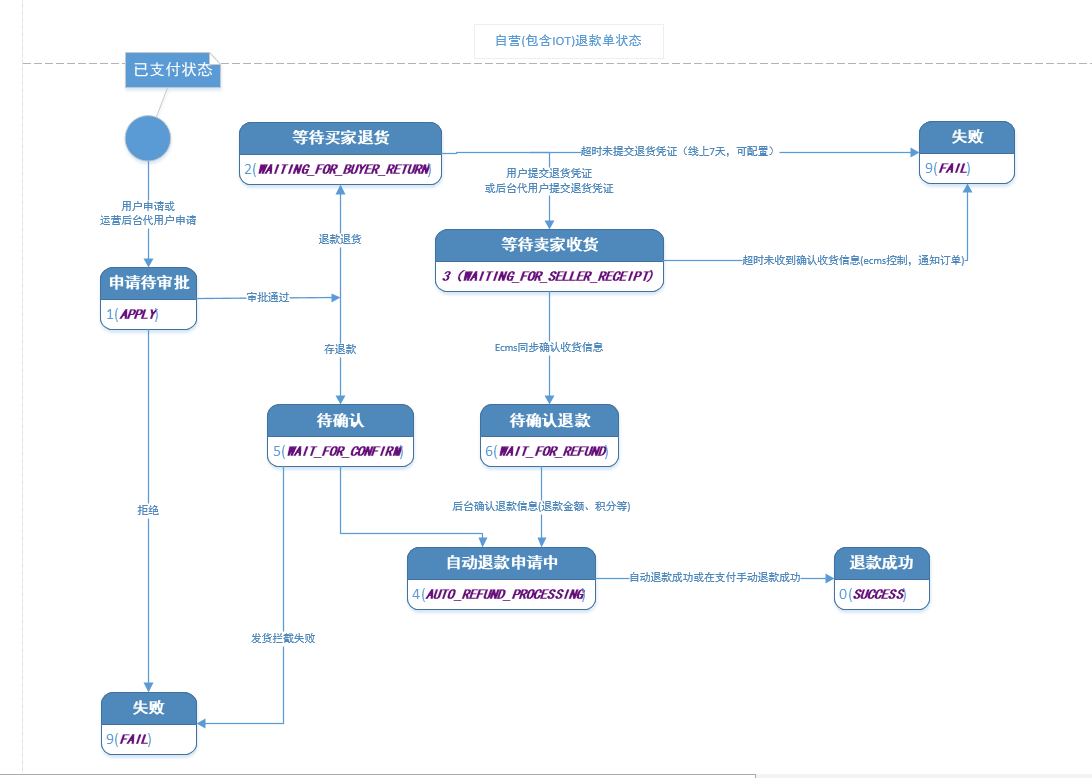 自营(包含IOT)退款单状态
已支付状态
等待买家退货
2(WAITING_FOR_BUYER_RETURN)
超时未提交退货凭证（线上7天，可配置）
失败
9(FAIL)
用户提交退货凭证
或后台代用户提交退货凭证
用户申请或
运营后台代用户申请
退款退货
等待卖家收货
3（WAITING_FOR_SELLER_RECEIPT)
超时未收到确认收货信息(ecms控制，通知订单)
申请待审批
1(APPLY)
审批通过
存退款
Ecms同步确认收货信息
待确认
5(WAIT_FOR_CONFIRM)
待确认退款
6(WAIT_FOR_REFUND)
拒绝
后台确认退款信息(退款金额、积分等)
自动退款申请中
4(AUTO_REFUND_PROCESSING)
自动退款成功或在支付手动退款成功
退款成功
0(SUCCESS)
发货拦截失败
失败
9(FAIL)